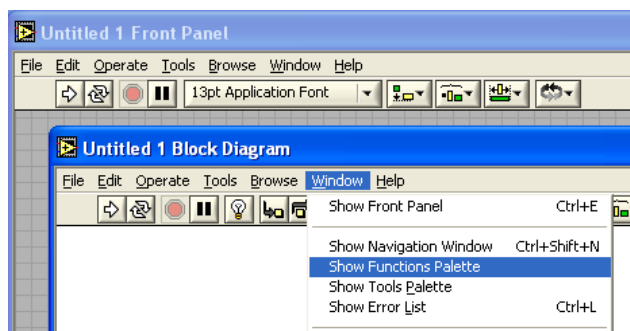 Untitled 1 Front Panel
File Edit Operate Tools Browse Window Help
13pt Application Font
Untitled 1 Block Diagram
File Edit Operate Tools Browse Window Help
Show Front Panel Ctrl+E
Show Navigation Window Ctrl+Shift+N
Show Functions Palette
Show Tools Palette
Show Error List Ctrl+L